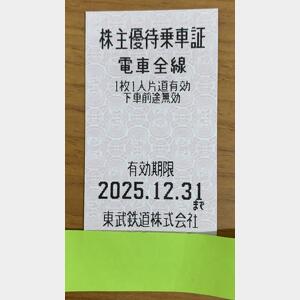 株主優待乗車証
電車全線
1枚1人片道有効
下車前途無効
有効期限
2025.12.31まで
東武鉄道株式会社